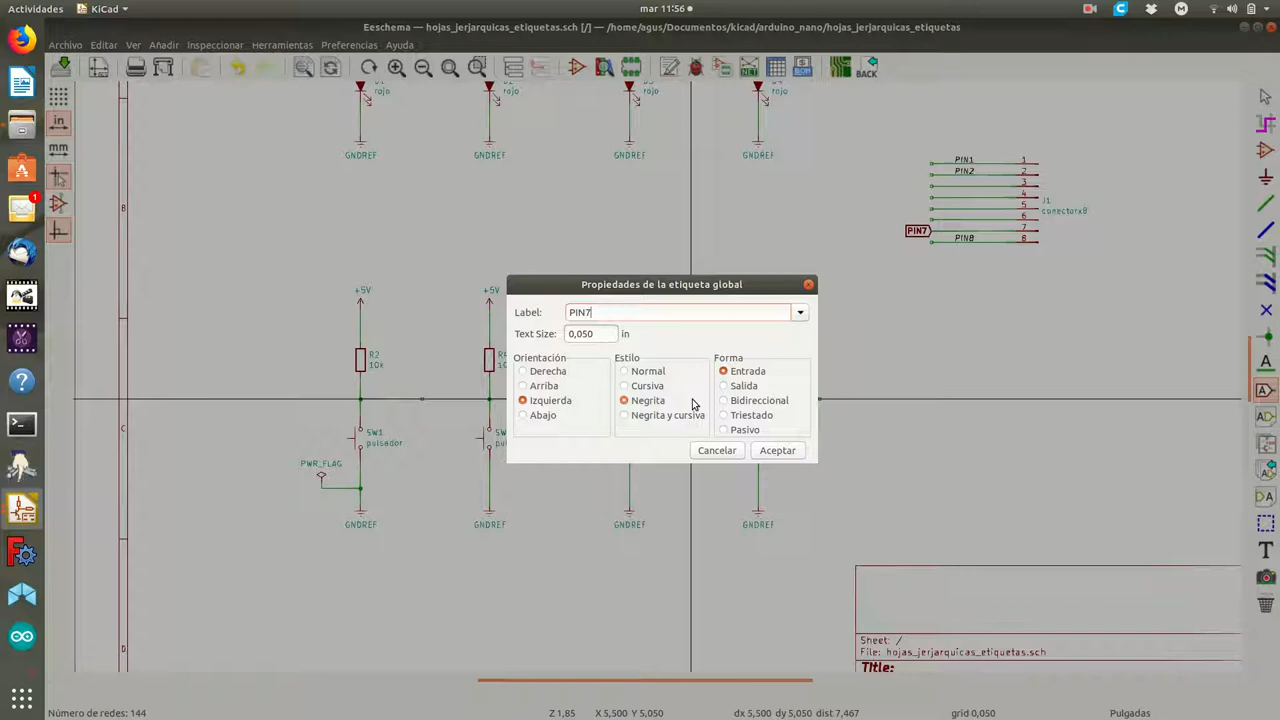 Actividades
KiCad
mar 11:56
Eeschema — hojas_jerjarquicas_etiquetas.sch [/] — /home/agus/Documentos/kicad/arduino_nano/hojas_jerjarquicas_etiquetas
Archivo Editar Ver Añadir Inspeccionar Herramientas Preferencias Ayuda
BACK
in
mm
rojo rojo rojo rojo
GNDREF GNDREF GNDREF GNDREF
PIN1 1
PIN2 2
3
4
5
6
PIN7 7
PIN8 8
J1
conectorx8
B
C
D
+5V +5V
R2
10k
SW1
pulsador
PWR_FLAG
GNDREF GNDREF GNDREF GNDREF
Propiedades de la etiqueta global
Label: PIN7
Text Size: 0,050 in
Orientación Estilo Forma
Derecha Normal Entrada
Arriba Cursiva Salida
Izquierda Negrita Bidireccional
Abajo Negrita y cursiva Triestado
Pasivo
Cancelar Aceptar
Sheet: /
File: hojas_jerjarquicas_etiquetas.sch
Title:
Número de redes: 144
Z 1,85 X 5,500 Y 5,050 dx 5,500 dy 5,050 dist 7,467 grid 0,050 Pulgadas